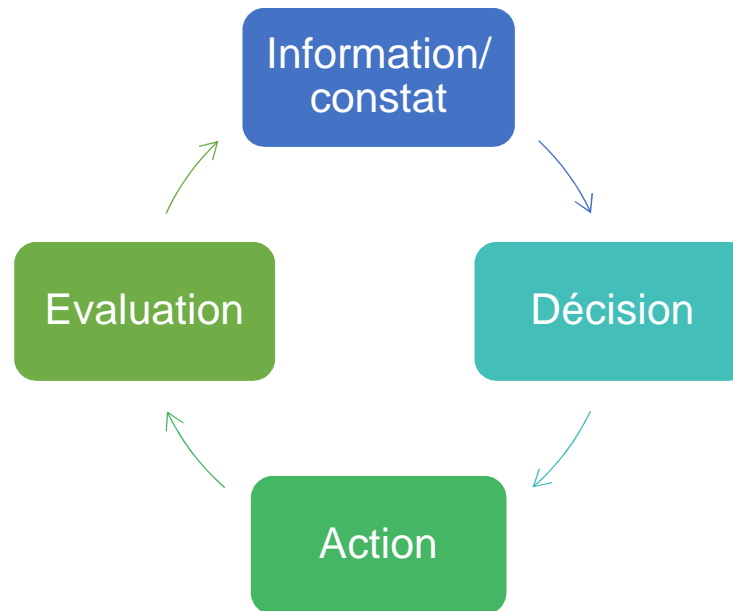 Information/
constat
Evaluation
Décision
Action